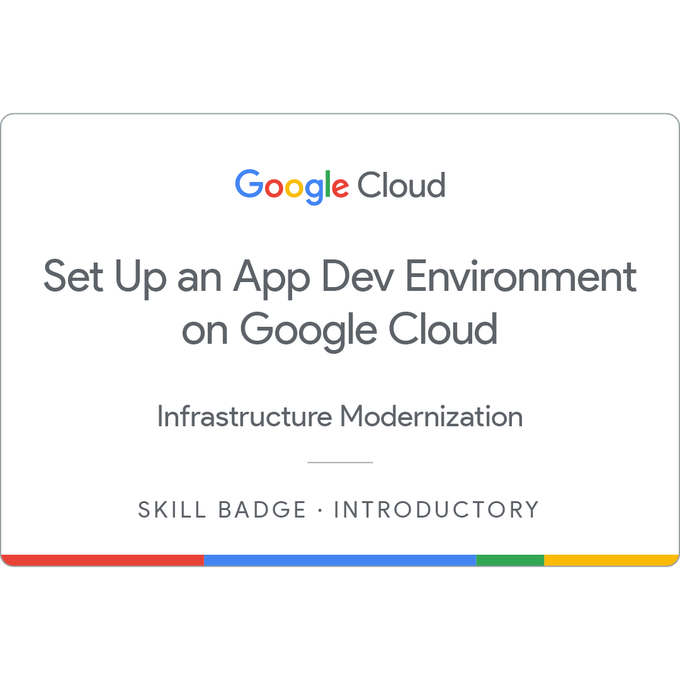 Google Cloud
Set Up an App Dev Environment
on Google Cloud
Infrastructure Modernization
SKILL BADGE · INTRODUCTORY